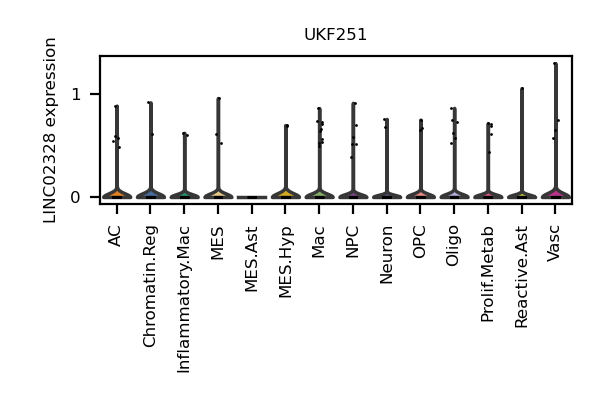 UKF251
LINC02328 expression
1
0
AC
Chromatin.Reg
Inflammatory.Mac
MES
MES.Ast
MES.Hyp
Mac
NPC
Neuron
OPC
Oligo
Prolif.Metab
Reactive.Ast
Vasc